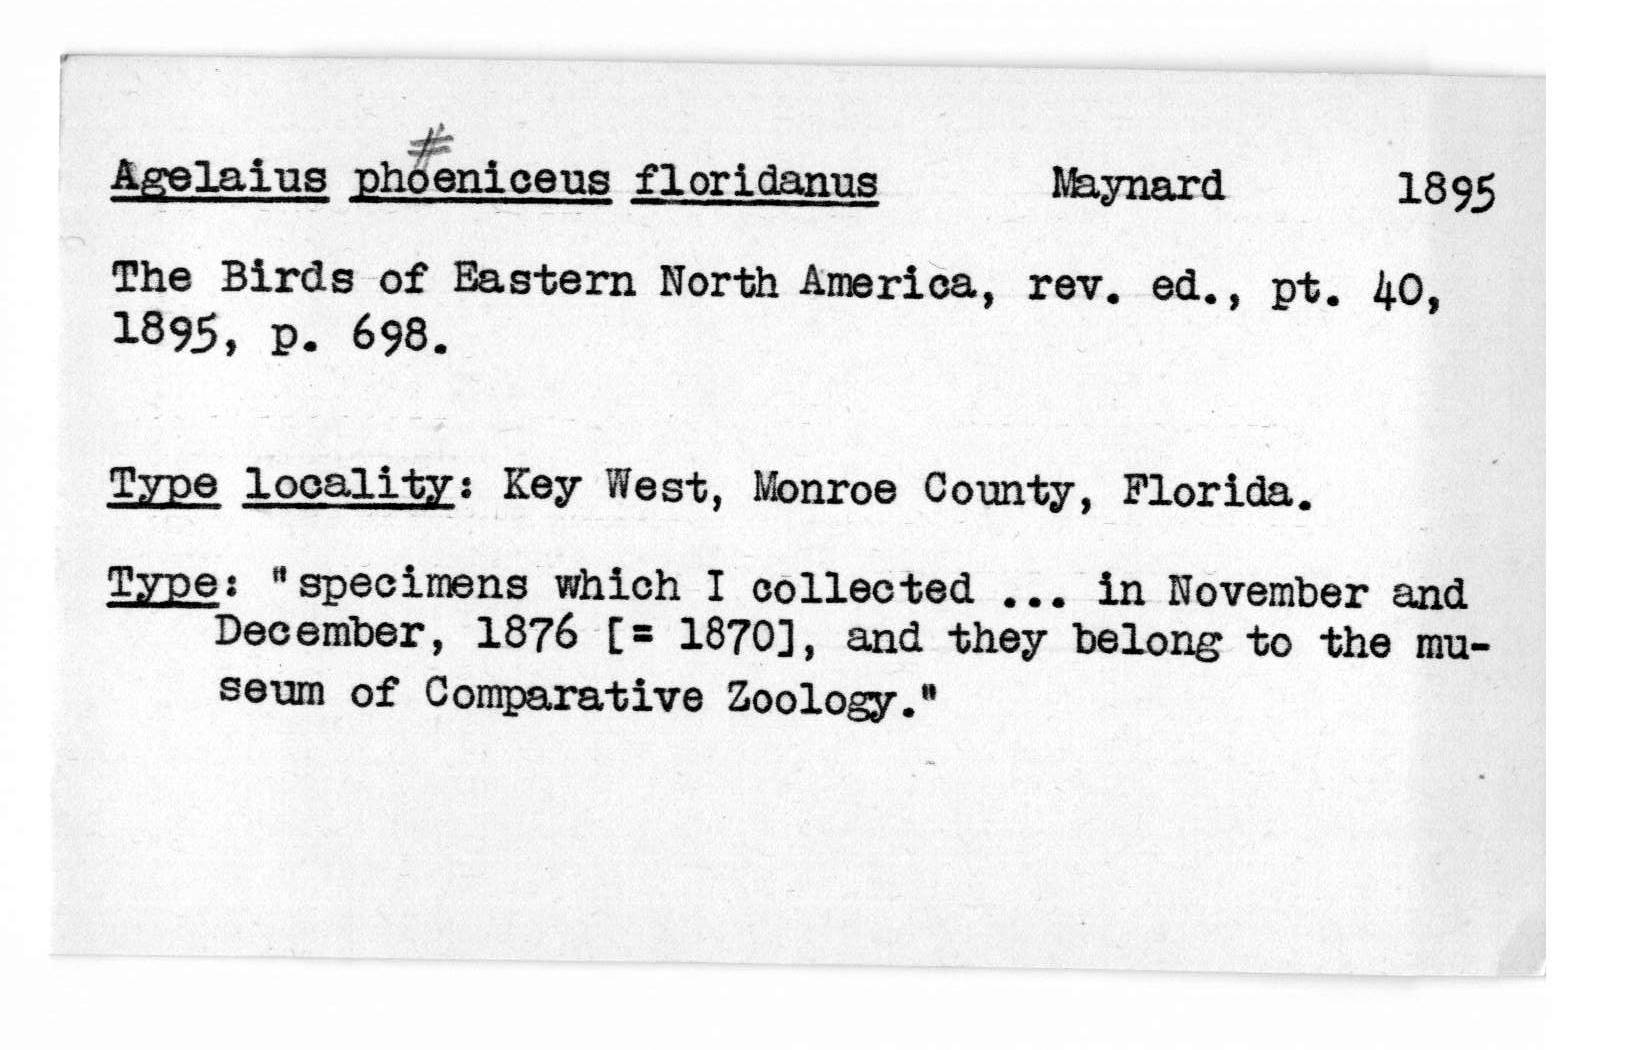 Agelaius phoeniceus floridanus Maynard 1895
The Birds of Eastern North America, rev. ed., pt. 40,
1895, p. 698.
Type locality: Key West, Monroe County, Florida.
Type: "specimens which I collected ... in November and
December, 1876 [= 1870], and they belong to the mu-
seum of Comparative Zoology."